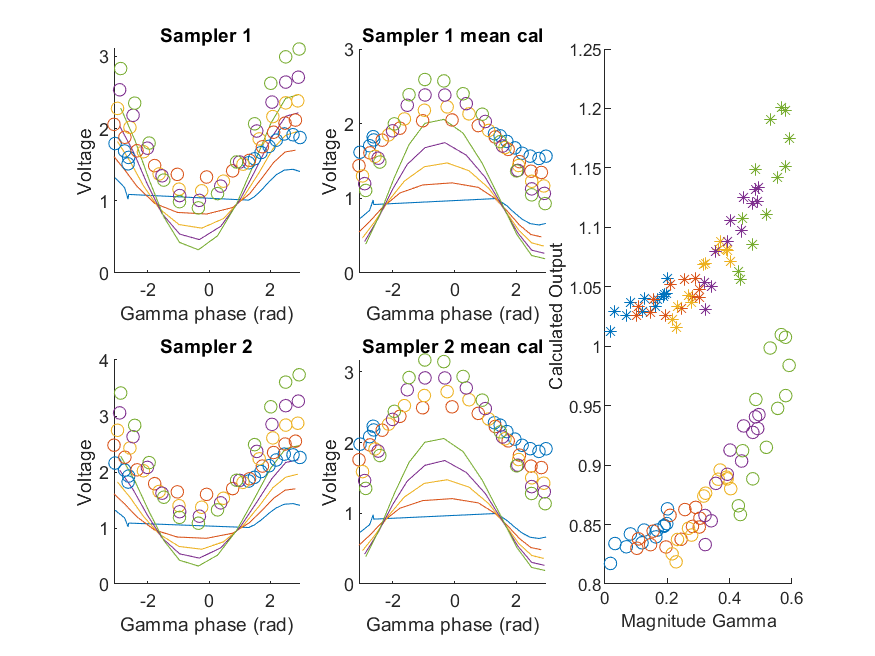 Sampler 1
3
2
1
0
Voltage
-2 0 2
Gamma phase (rad)
Sampler 1 mean cal
3
2
1
0
Voltage
-2 0 2
Gamma phase (rad)
Sampler 2
4
3
2
1
0
Voltage
-2 0 2
Gamma phase (rad)
Sampler 2 mean cal
3
2
1
0
Voltage
-2 0 2
Gamma phase (rad)
1.25
1.2
1.15
1.1
1.05
1
0.95
0.9
0.85
0.8
Calculated Output
0 0.2 0.4 0.6
Magnitude Gamma